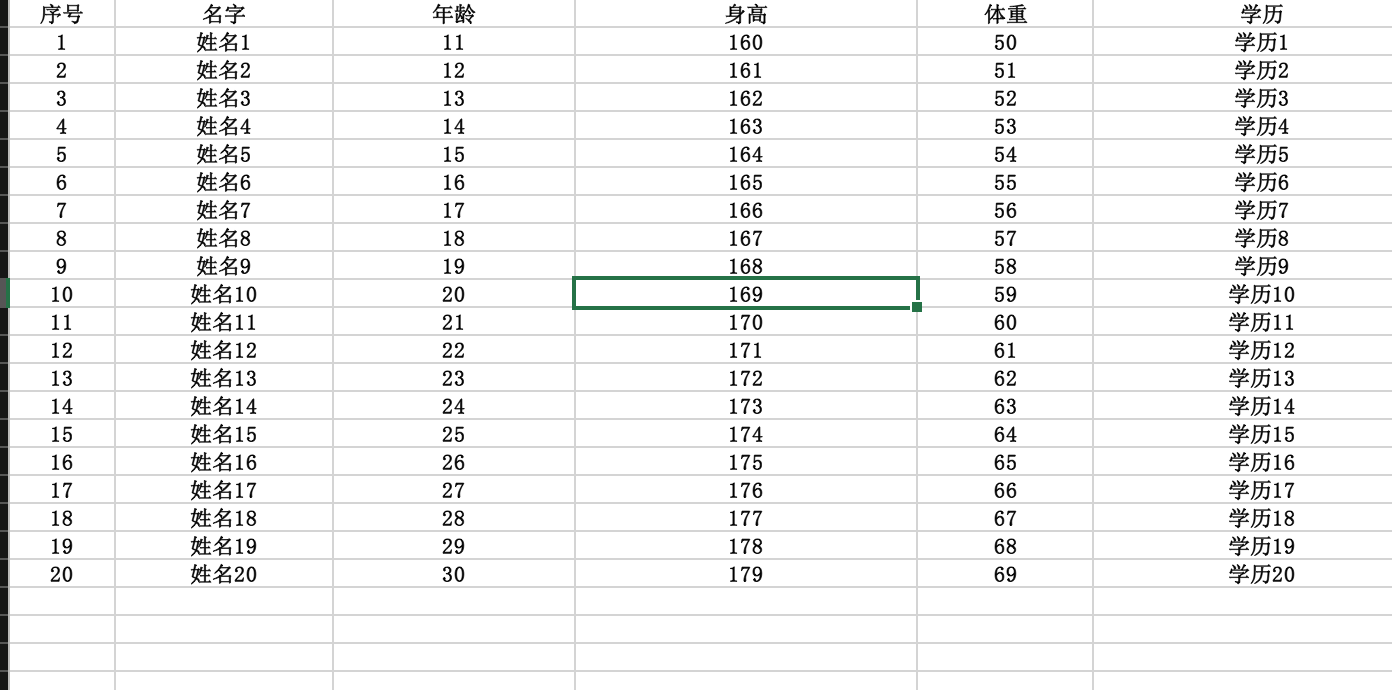 序号 名字 年龄 身高 体重 学历
1 姓名1 11 160 50 学历1
2 姓名2 12 161 51 学历2
3 姓名3 13 162 52 学历3
4 姓名4 14 163 53 学历4
5 姓名5 15 164 54 学历5
6 姓名6 16 165 55 学历6
7 姓名7 17 166 56 学历7
8 姓名8 18 167 57 学历8
9 姓名9 19 168 58 学历9
10 姓名10 20 169 59 学历10
11 姓名11 21 170 60 学历11
12 姓名12 22 171 61 学历12
13 姓名13 23 172 62 学历13
14 姓名14 24 173 63 学历14
15 姓名15 25 174 64 学历15
16 姓名16 26 175 65 学历16
17 姓名17 27 176 66 学历17
18 姓名18 28 177 67 学历18
19 姓名19 29 178 68 学历19
20 姓名20 30 179 69 学历20